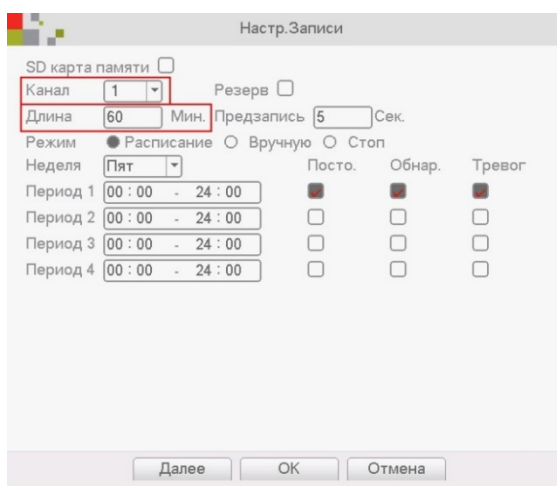 Настр.Записи
SD карта памяти
Канал 1 Резерв
Длина 60 Мин. Предзапись 5 Сек.
Режим Расписание Вручную Стоп
Неделя Пят Посто. Обнар. Тревог
Период 1 00 : 00 - 24 : 00
Период 2 00 : 00 - 24 : 00
Период 3 00 : 00 - 24 : 00
Период 4 00 : 00 - 24 : 00
Далее OK Отмена